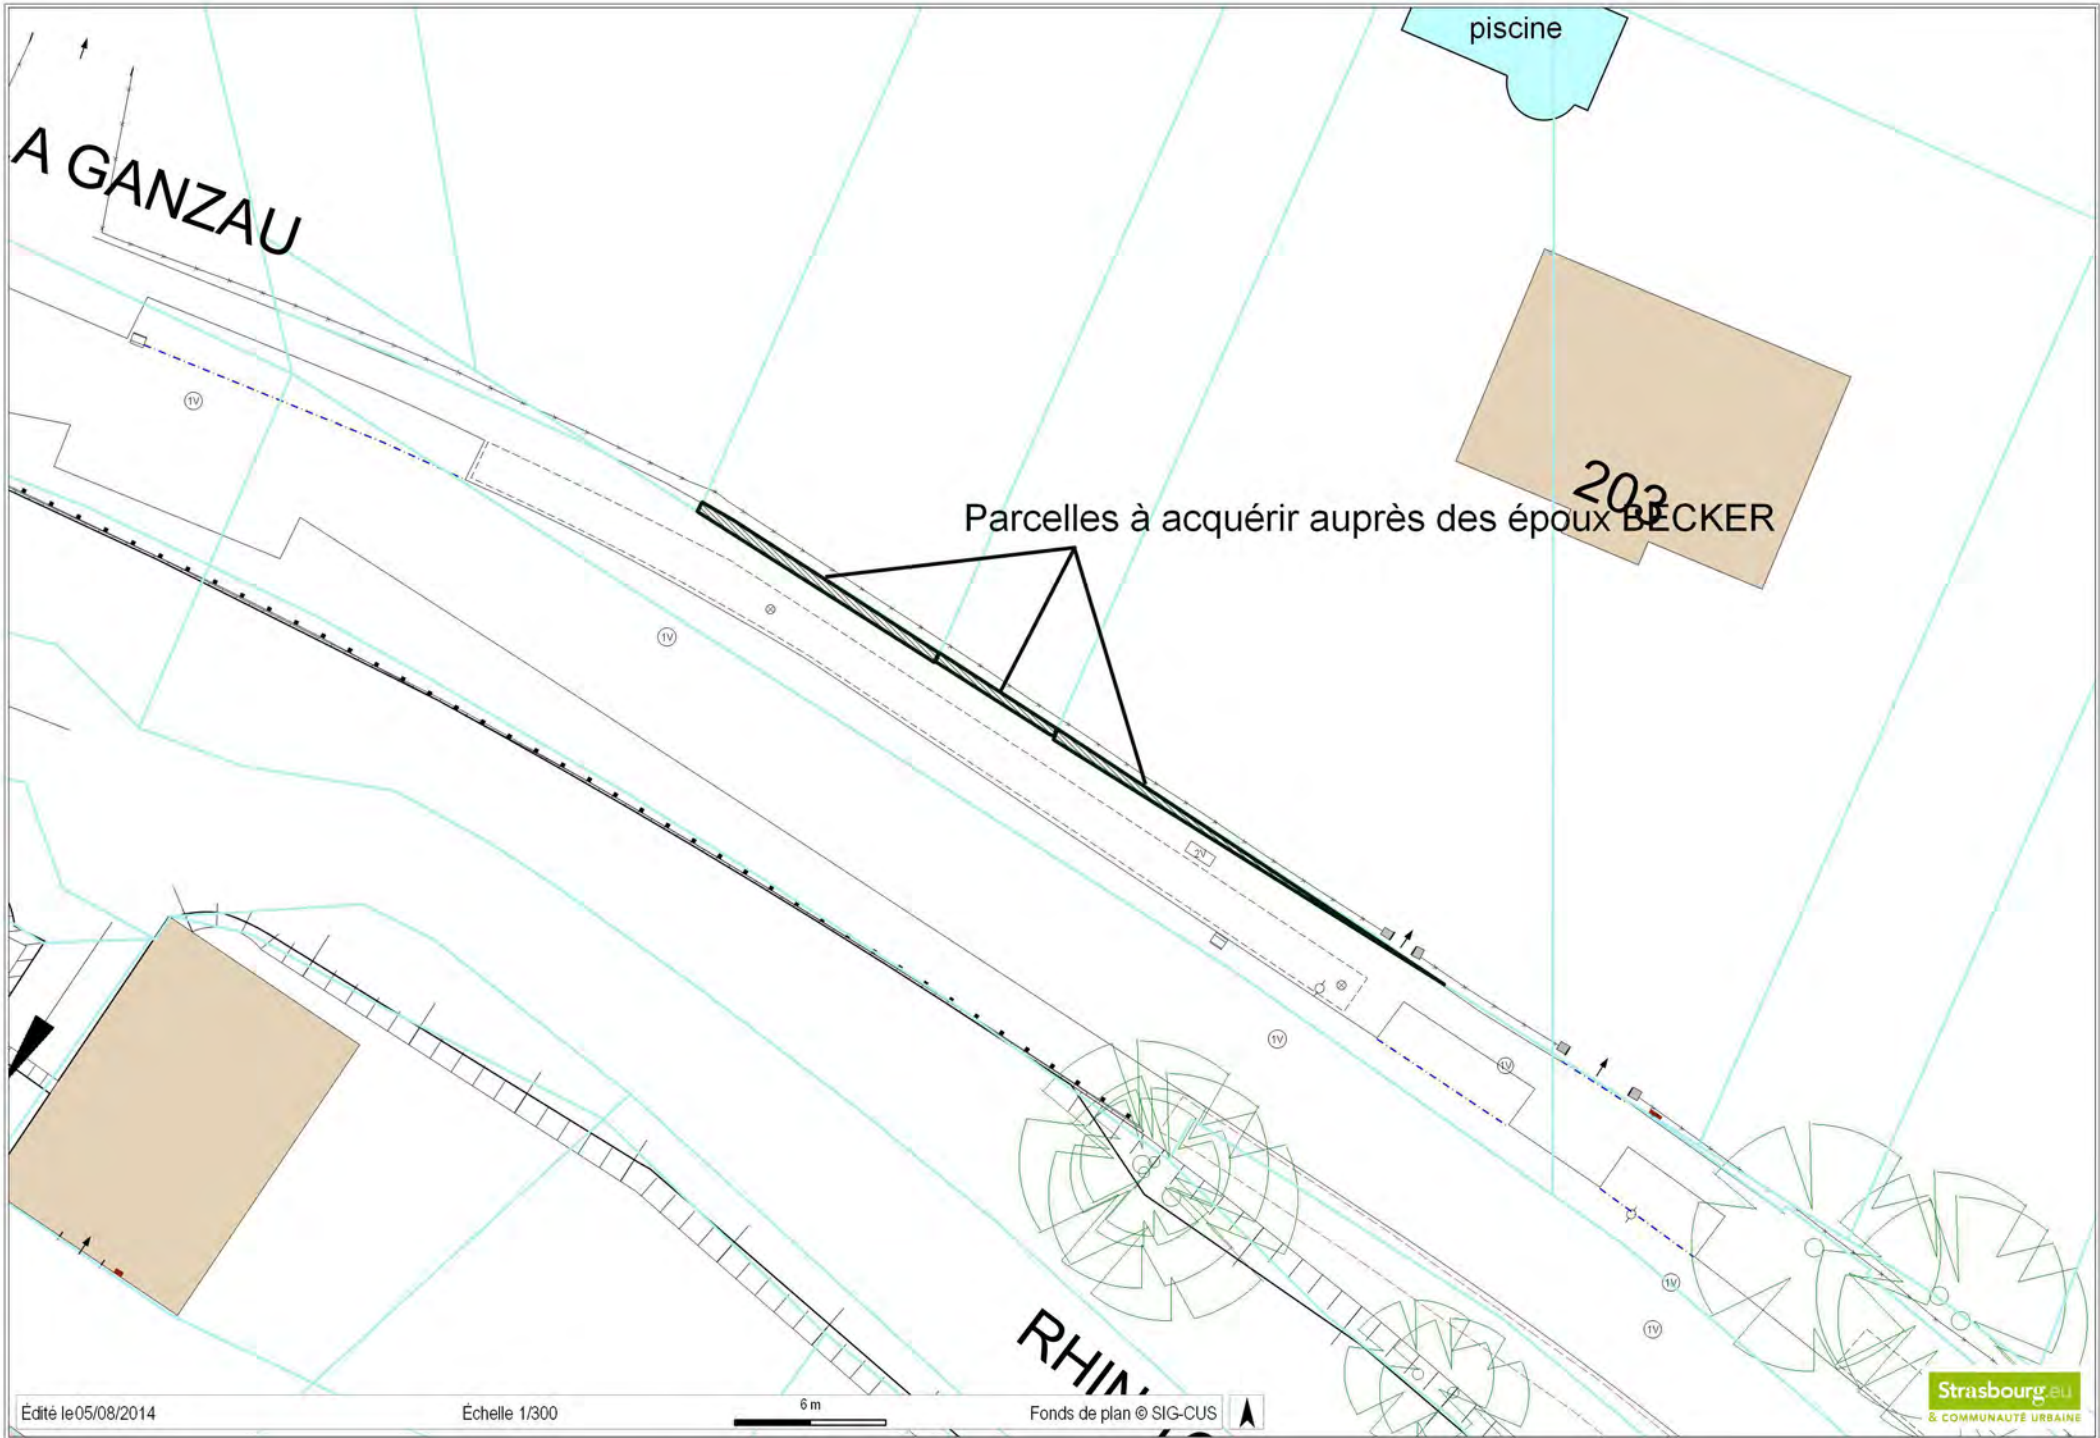 piscine
A GANZAU
1V
203
Parcelles à acquérir auprès des époux BECKER
1V
2V
1V
1V
1V
1V
Édité le05/08/2014
Échelle 1/300
6 m
Fonds de plan © SIG-CUS
Strasbourg.eu
& COMMUNAUTÉ URBAINE